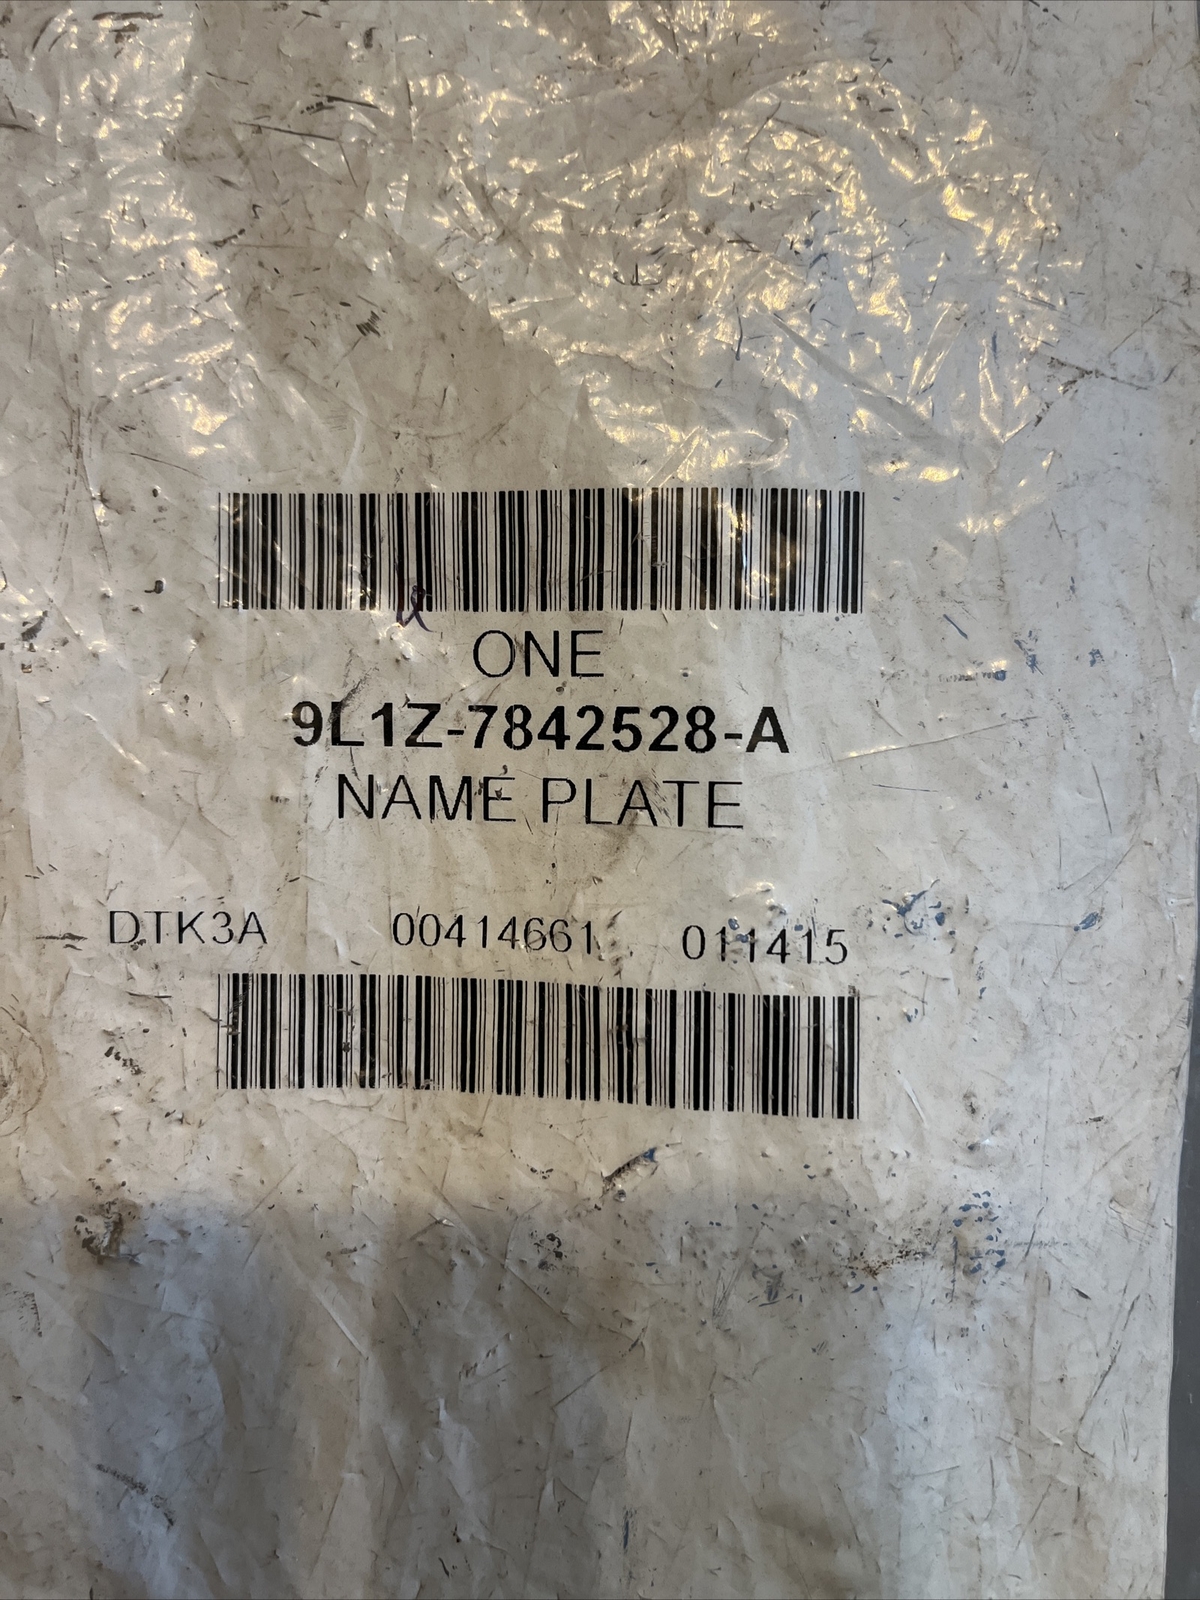 ONE
9L1Z-7842528-A
NAME PLATE
DTK3A 00414661 011415